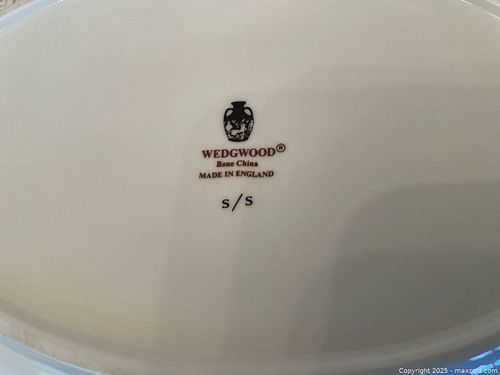 WEDGWOOD®
Bone China
MADE IN ENGLAND
S/S
Copyright 2025 - maxsold.com